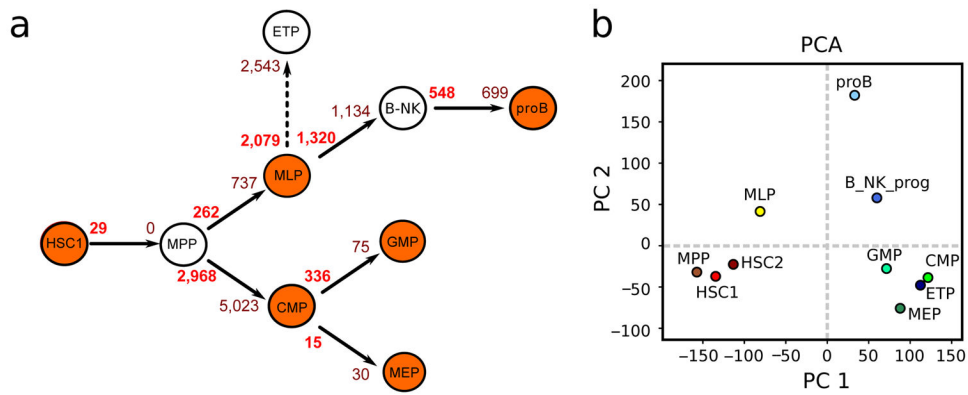 a
ETP
2,543
1,134
B-NK
548
699
proB
2,079
1,320
737
MLP
HSC1
29
0
MPP
262
2,968
75
GMP
336
5,023
CMP
15
30
MEP
b
PCA
PC 2
200
150
100
50
0
−50
−100
proB
B_NK_prog
MLP
MPP
HSC2
HSC1
GMP
CMP
ETP
MEP
−150
−100
−50
0
50
100
150
PC 1